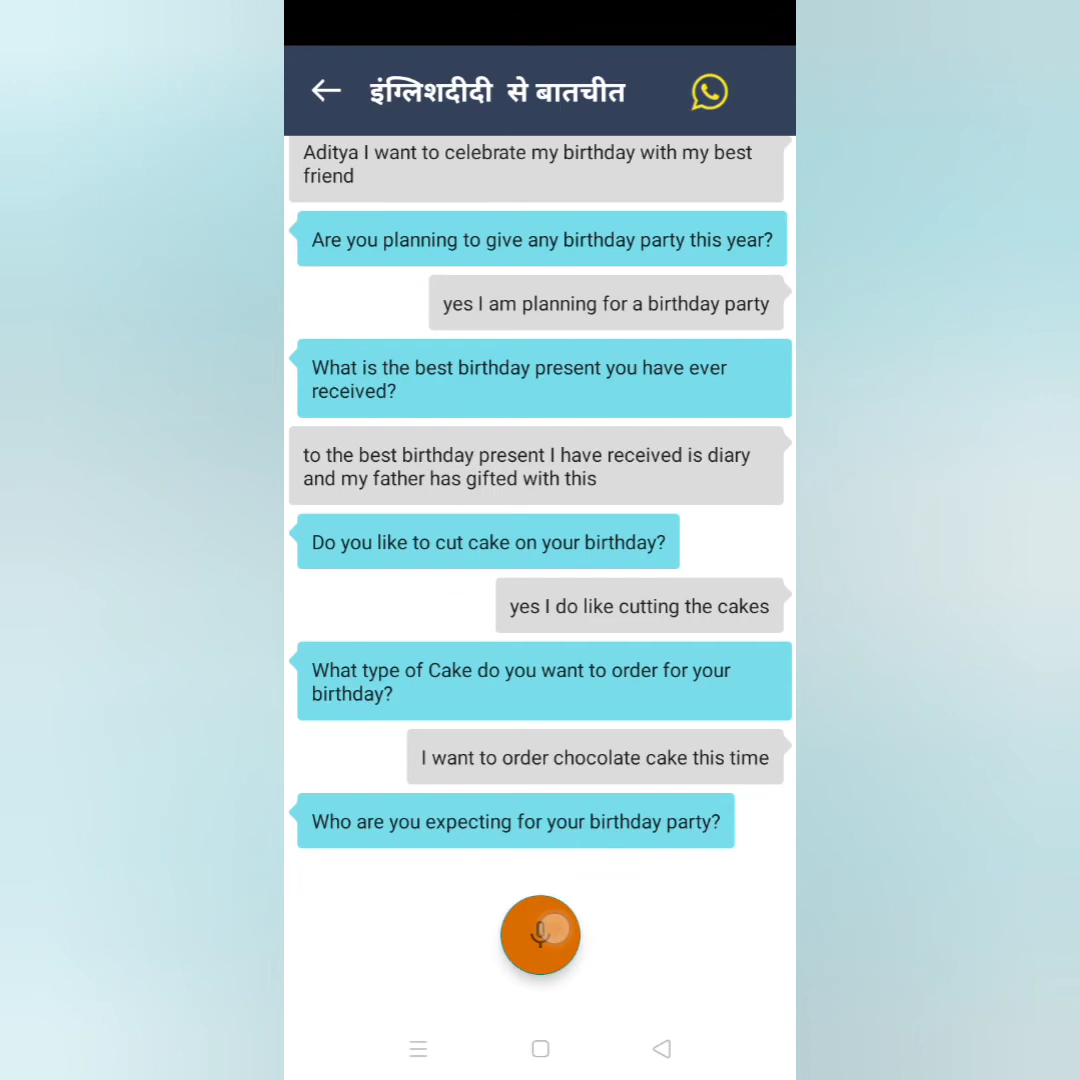 इंग्लिशदीदी से बातचीत
Aditya I want to celebrate my birthday with my best
friend
Are you planning to give any birthday party this year?
yes I am planning for a birthday party
What is the best birthday present you have ever
received?
to the best birthday present I have received is diary
and my father has gifted with this
Do you like to cut cake on your birthday?
yes I do like cutting the cakes
What type of Cake do you want to order for your
birthday?
I want to order chocolate cake this time
Who are you expecting for your birthday party?